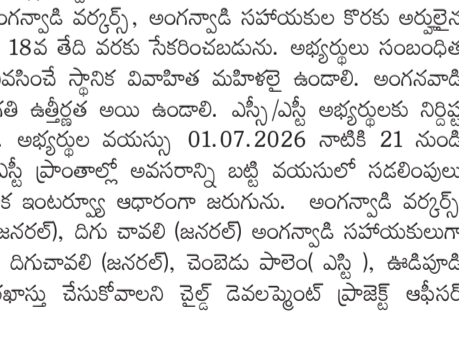 ంగన్వాడి వర్కర్స్, అంగన్వాడి సహాయకుల కొరకు అర్హులైన
18వ తేది వరకు సేకరించబడును. అభ్యర్థులు సంబంధిత
వసించే స్థానిక వివాహిత మహిళలై ఉండాలి. అంగనవాడి
గతి ఉత్తీర్ణత అయి ఉండాలి. ఎస్సీ/ఎస్టీ అభ్యర్థులకు నిర్దిష్ట
. అభ్యర్థుల వయస్సు 01.07.2026 నాటికి 21 నుండి
ఎస్టీ ప్రాంతాల్లో అవసరాన్ని బట్టి వయసులో సడలింపులు
క ఇంటర్వ్యూ ఆధారంగా జరుగును. అంగన్వాడి వర్కర్స్
జనరల్), దిగు చావలి (జనరల్) అంగన్వాడి సహాయకులుగా
దిగుచావలి (జనరల్), చెంబెడు పాలెం( ఎస్టి ), ఊడిపూడి
రఖాస్తు చేసుకోవాలని చైల్డ్ డెవలప్మెంట్ ప్రాజెక్ట్ ఆఫీసర్